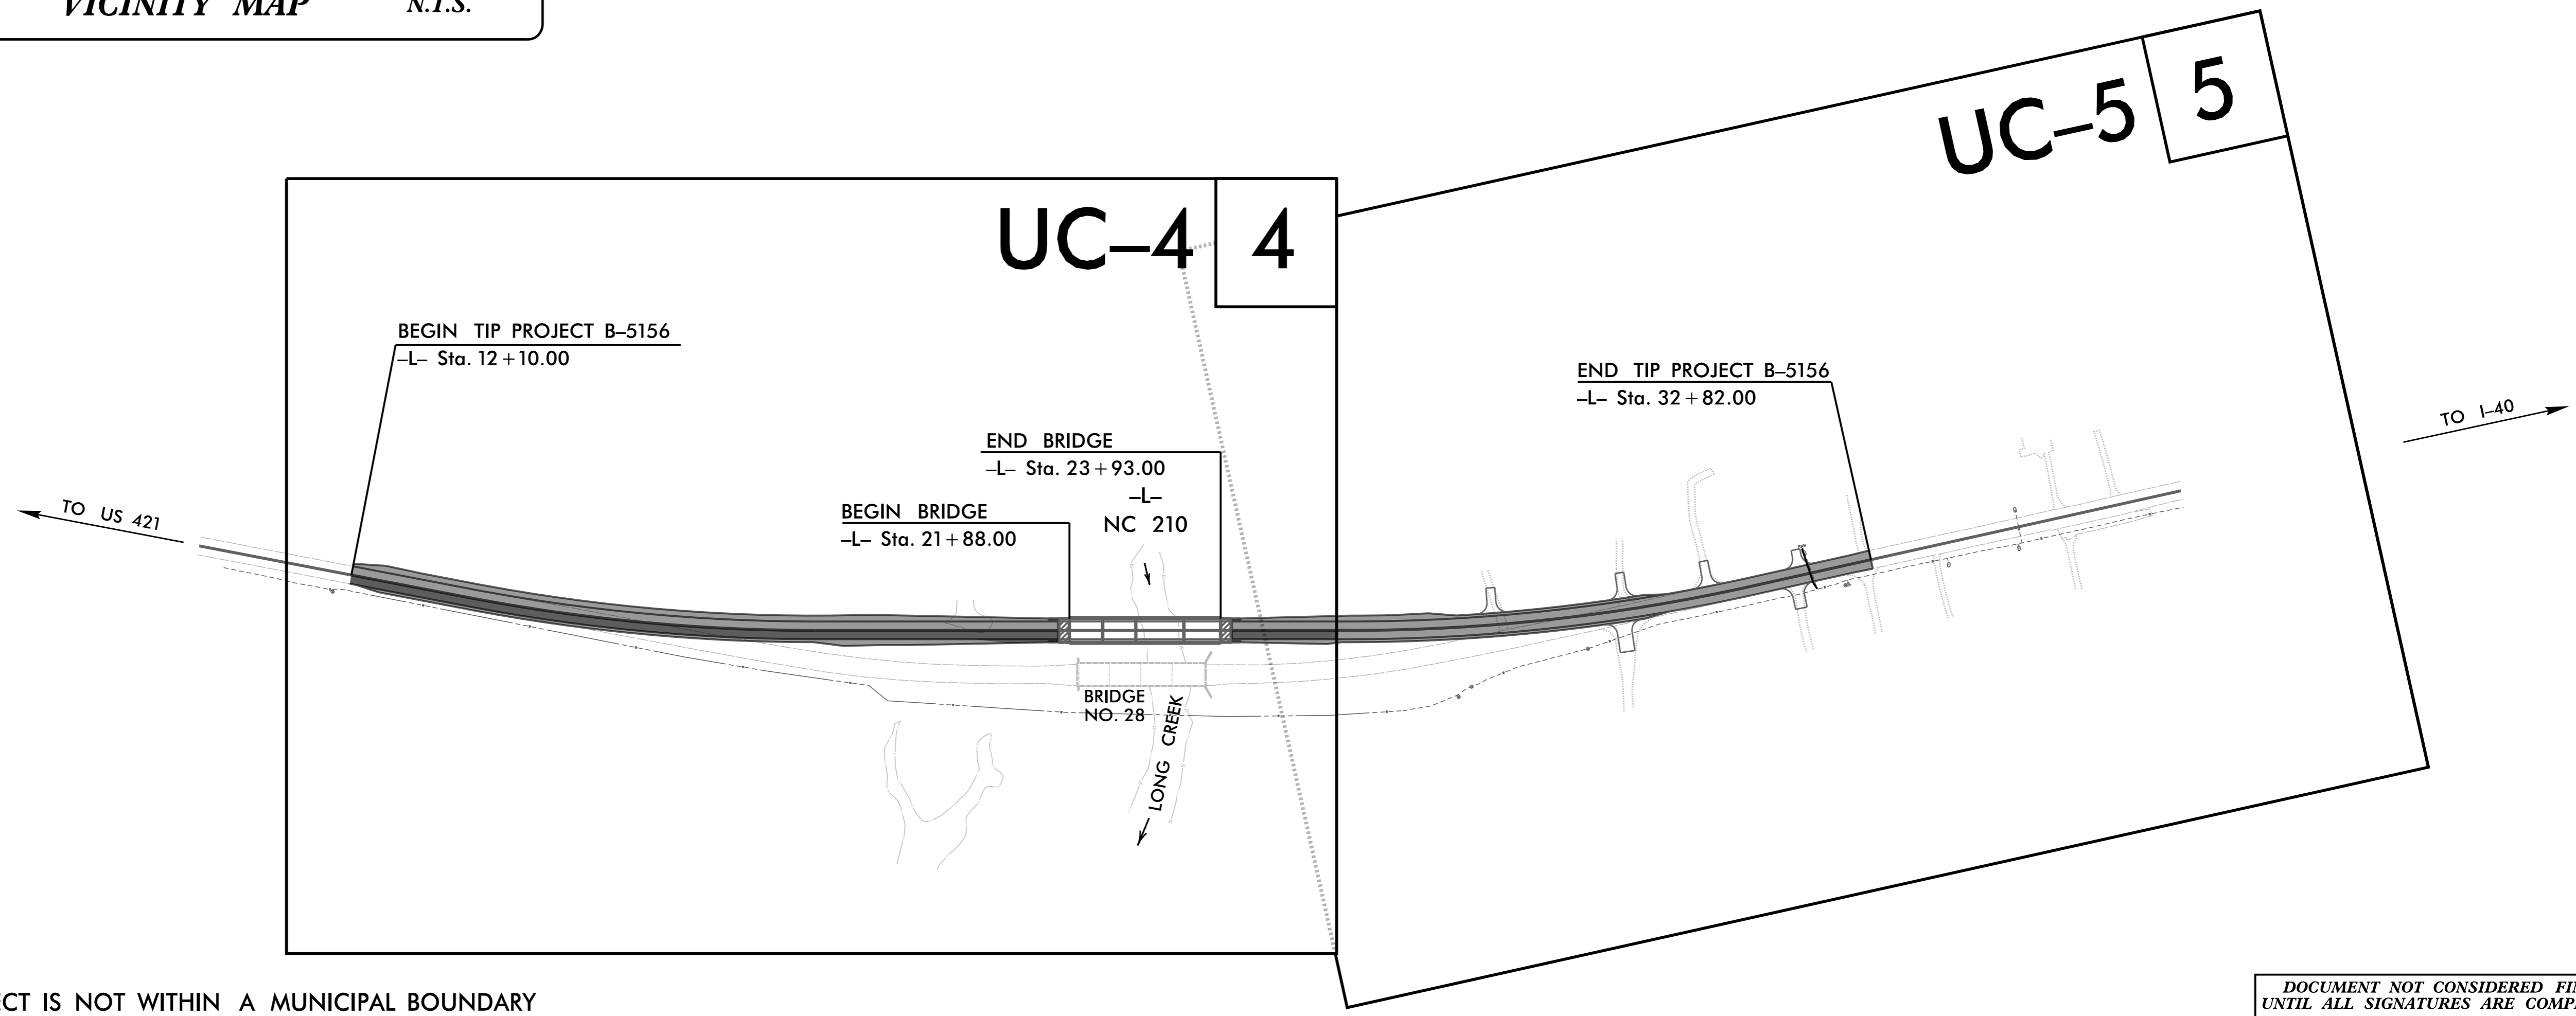 VICINITY MAP N.T.S.
UC–5 5
UC–4 4
BEGIN TIP PROJECT B–5156
–L– Sta. 12+10.00
END TIP PROJECT B–5156
–L– Sta. 32+82.00
TO I–40
END BRIDGE
–L– Sta. 23+93.00
–L–
NC 210
BEGIN BRIDGE
–L– Sta. 21+88.00
TO US 421
BRIDGE
NO. 28
LONG CREEK
IS NOT WITHIN A MUNICIPAL BOUNDARY
DOCUMENT NOT CONSIDERED
UNTIL ALL SIGNATURES ARE